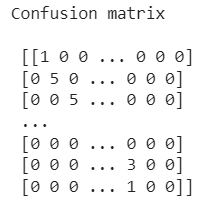 Confusion matrix
[[1 0 0 ... 0 0 0]
[0 5 0 ... 0 0 0]
[0 0 5 ... 0 0 0]
...
[0 0 0 ... 0 0 0]
[0 0 0 ... 3 0 0]
[0 0 0 ... 1 0 0]]